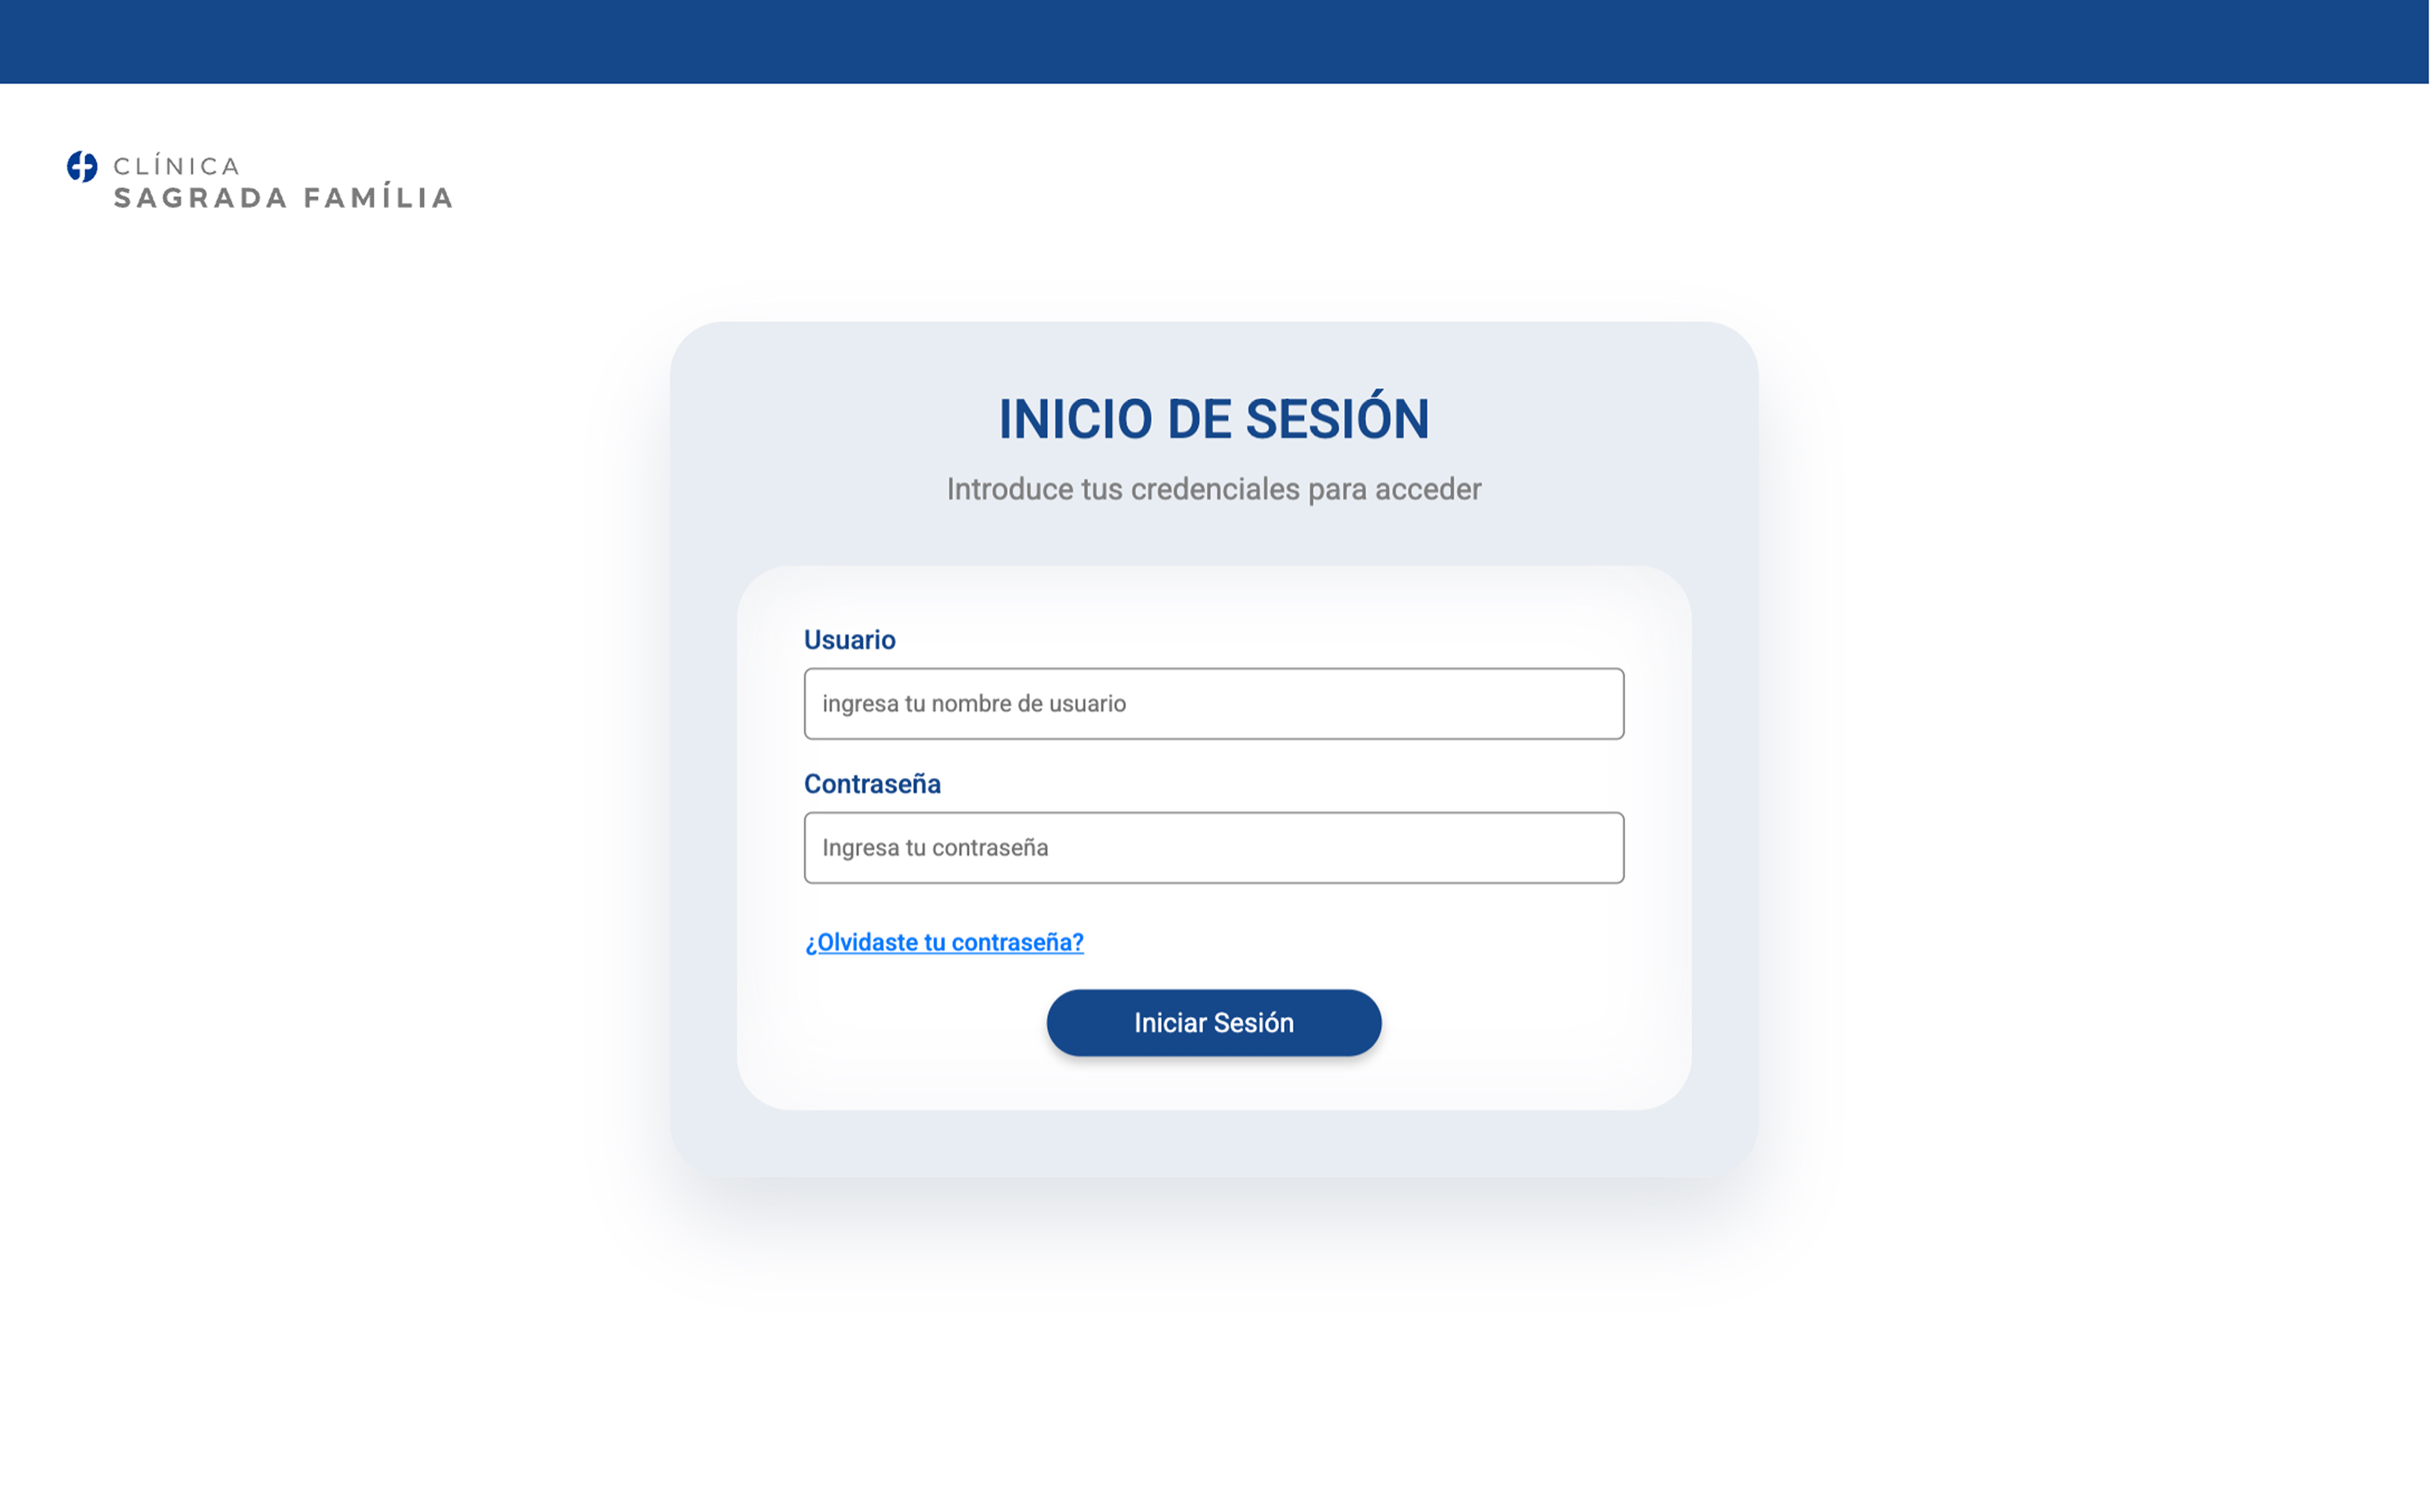 CLÍNICA
SAGRADA FAMÍLIA
INICIO DE SESIÓN
Introduce tus credenciales para acceder
Usuario
ingresa tu nombre de usuario
Contraseña
Ingresa tu contraseña
¿Olvidaste tu contraseña?
Iniciar Sesión